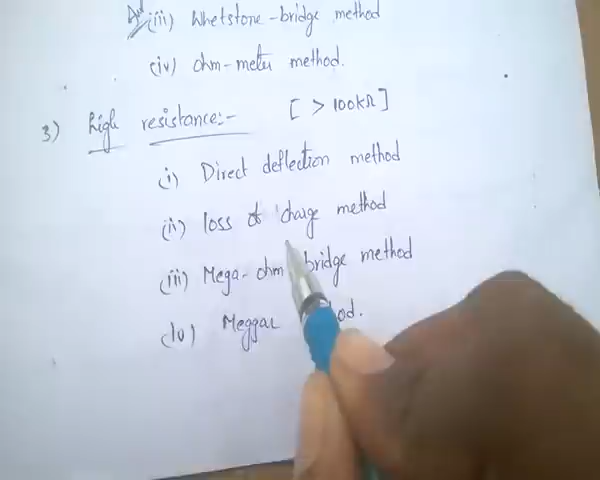 (iii) Whetstone-bridge method
(iv) ohm-meter method.
3) high resistance:- [ > 100kΩ ]
(i) Direct deflection method
(ii) loss of charge method
(iii) Mega-ohm bridge method
(iv) Meggar od.